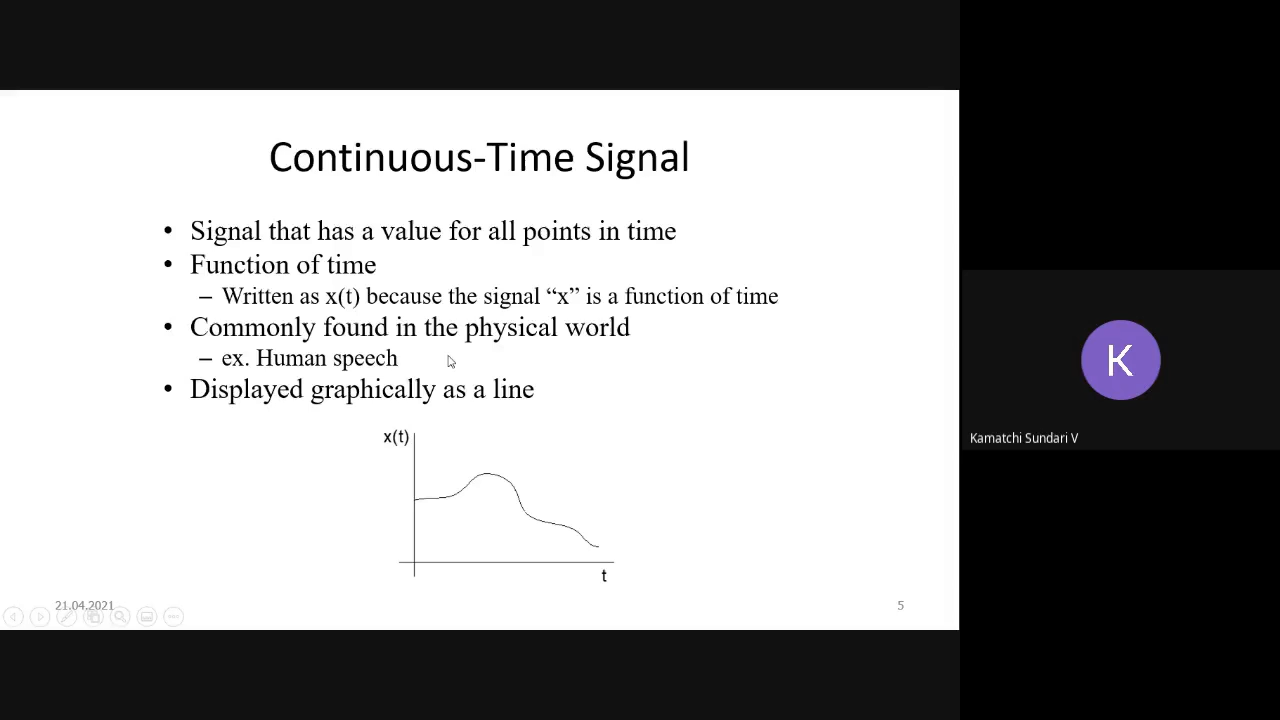 Continuous-Time Signal
• Signal that has a value for all points in time
• Function of time
– Written as x(t) because the signal “x” is a function of time
• Commonly found in the physical world
– ex. Human speech
• Displayed graphically as a line
x(t)
t
21.04.2021
5
K
Kamatchi Sundari V